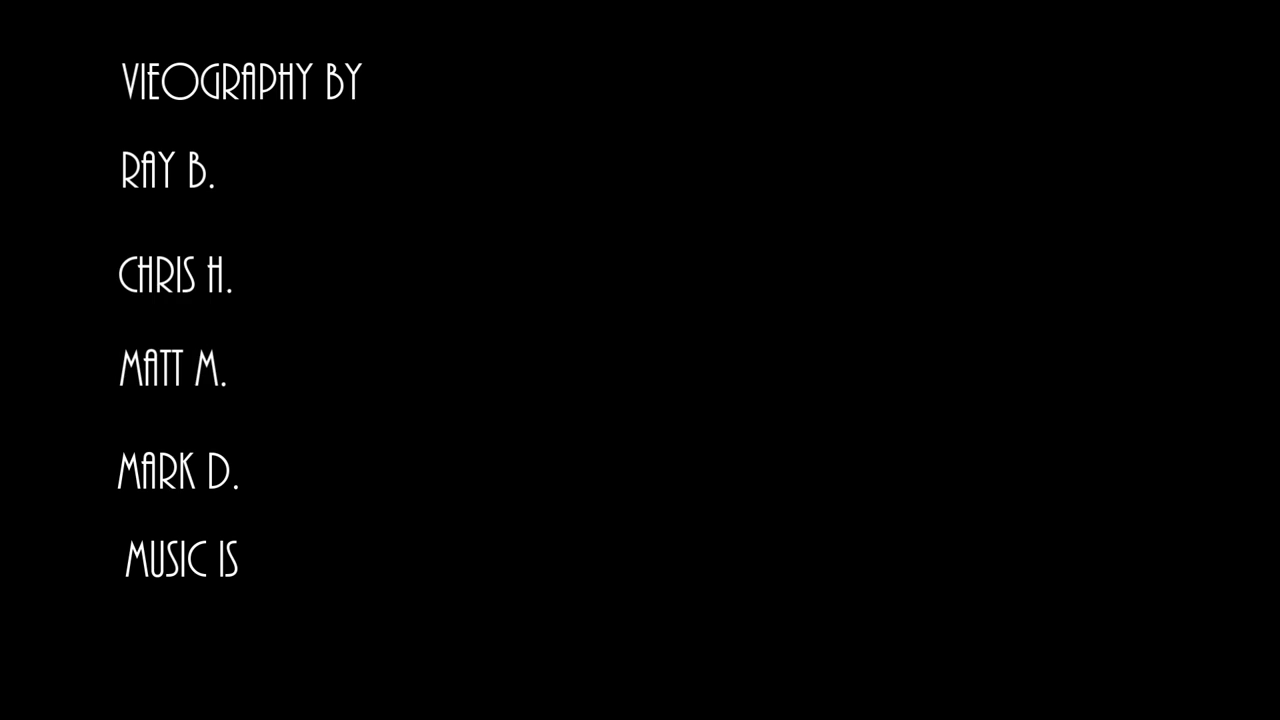 VIEOGRAPHY BY
RAY B.
CHRIS H.
MATT M.
MARK D.
MUSIC IS